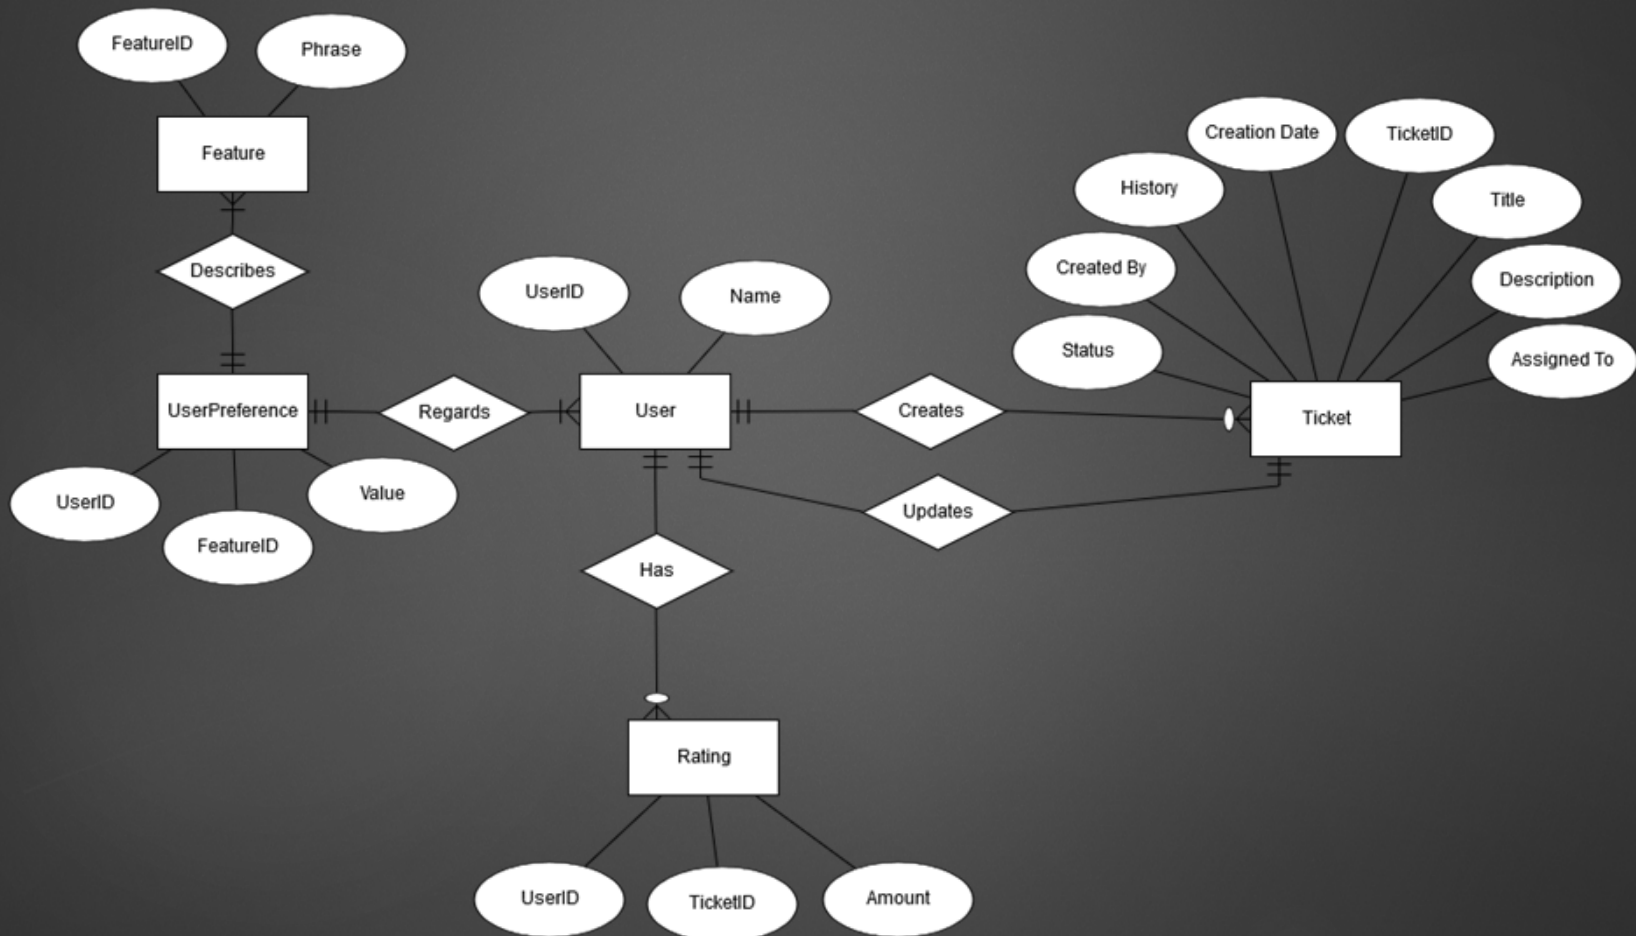 FeatureID
Phrase
Feature
Describes
UserPreference
UserID
FeatureID
Value
Regards
UserID
Name
User
Creates
Updates
Has
Rating
UserID
TicketID
Amount
Status
Created By
History
Creation Date
TicketID
Title
Description
Assigned To
Ticket